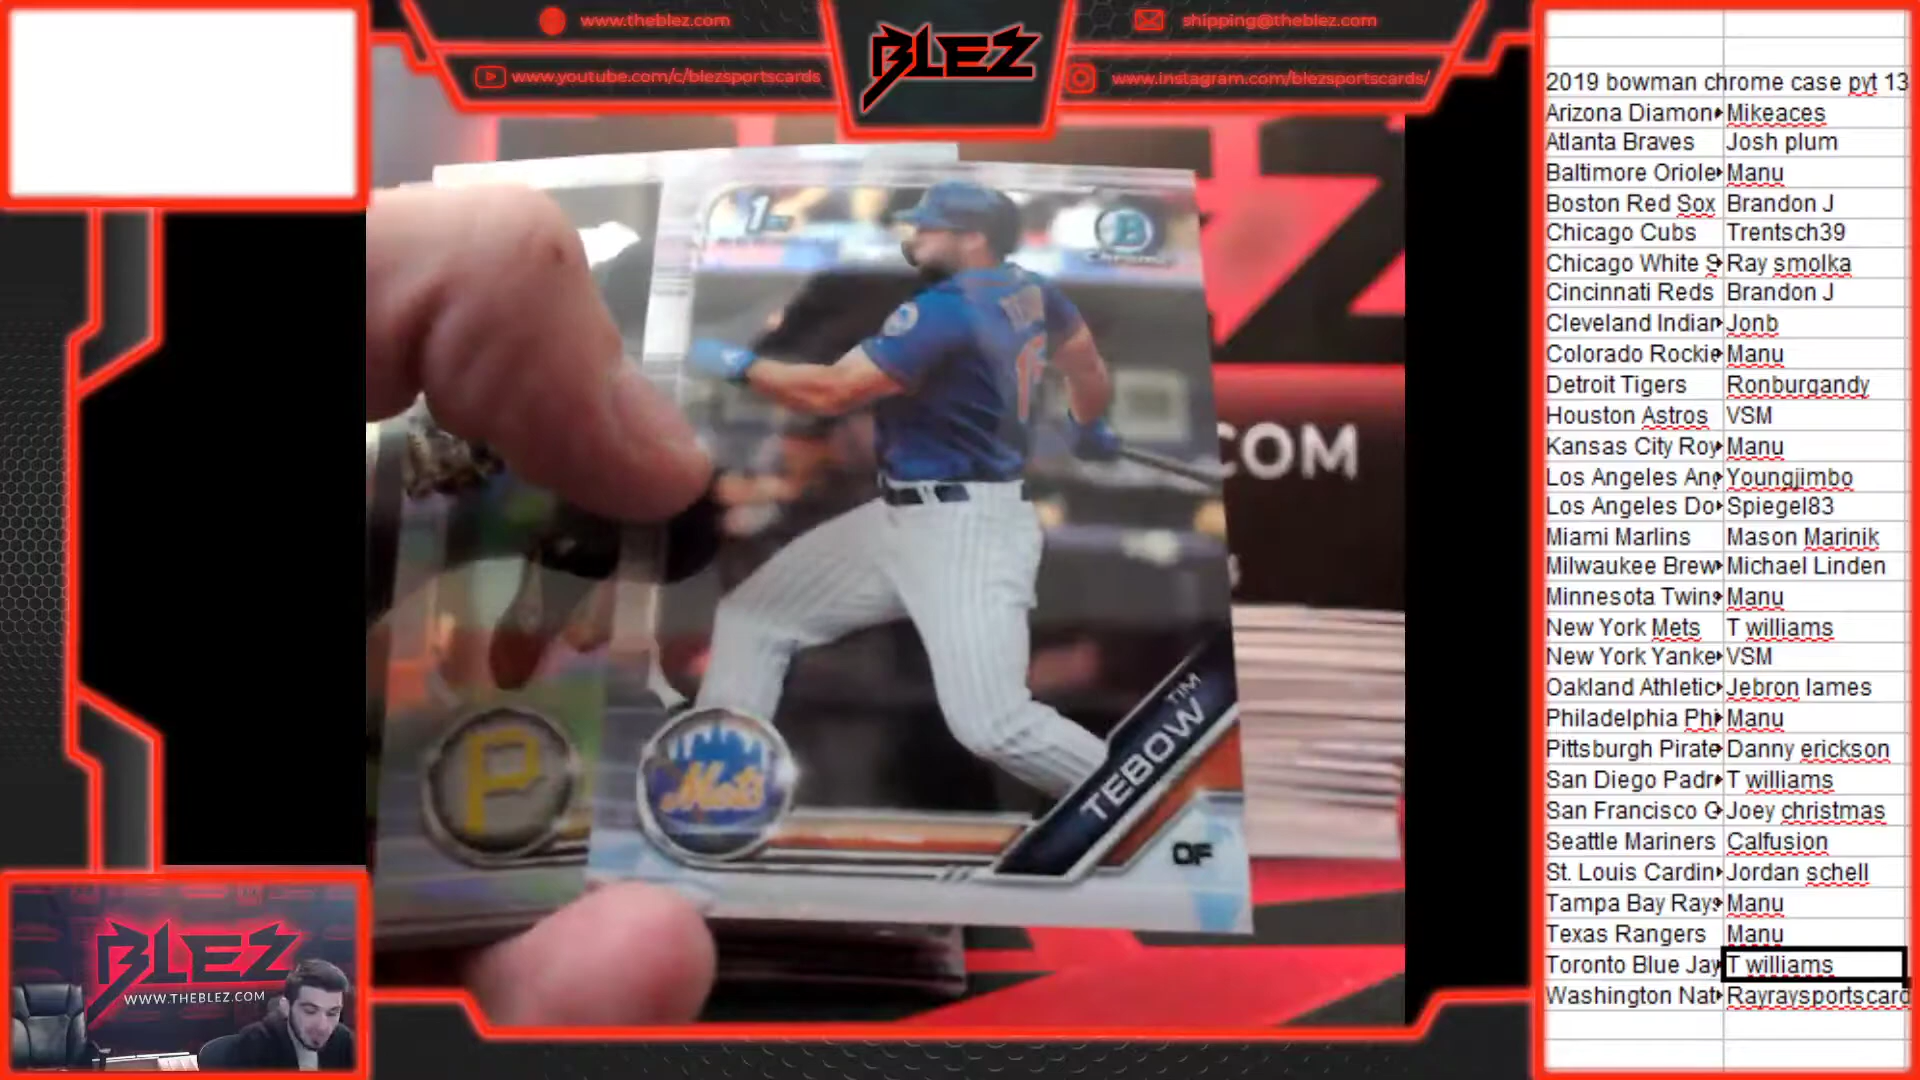 www.theblez.com
www.youtube.com/c/blezsportscards
BLEZ
shipping@theblez.com
www.instagram.com/blezsportscards/
1st
B
Chrome
COM
P
Mets
TIM
TEBOW
OF
BLEZ
WWW.THEBLEZ.COM
2019 bowman chrome case pyt 13
Arizona Diamon Mikeaces
Atlanta Braves Josh plum
Baltimore Oriole Manu
Boston Red Sox Brandon J
Chicago Cubs Trentsch39
Chicago White S Ray smolka
Cincinnati Reds Brandon J
Cleveland Indian Jonb
Colorado Rockie Manu
Detroit Tigers Ronburgandy
Houston Astros VSM
Kansas City Roy Manu
Los Angeles Ang Youngjimbo
Los Angeles Do Spiegel83
Miami Marlins Mason Marinik
Milwaukee Brew Michael Linden
Minnesota Twins Manu
New York Mets T williams
New York Yanke VSM
Oakland Athletic Jebron lames
Philadelphia Phi Manu
Pittsburgh Pirate Danny erickson
San Diego Padr T williams
San Francisco G Joey christmas
Seattle Mariners Calfusion
St. Louis Cardin Jordan schell
Tampa Bay Rays Manu
Texas Rangers Manu
Toronto Blue Jay T williams
Washington Nat Rayraysportscard